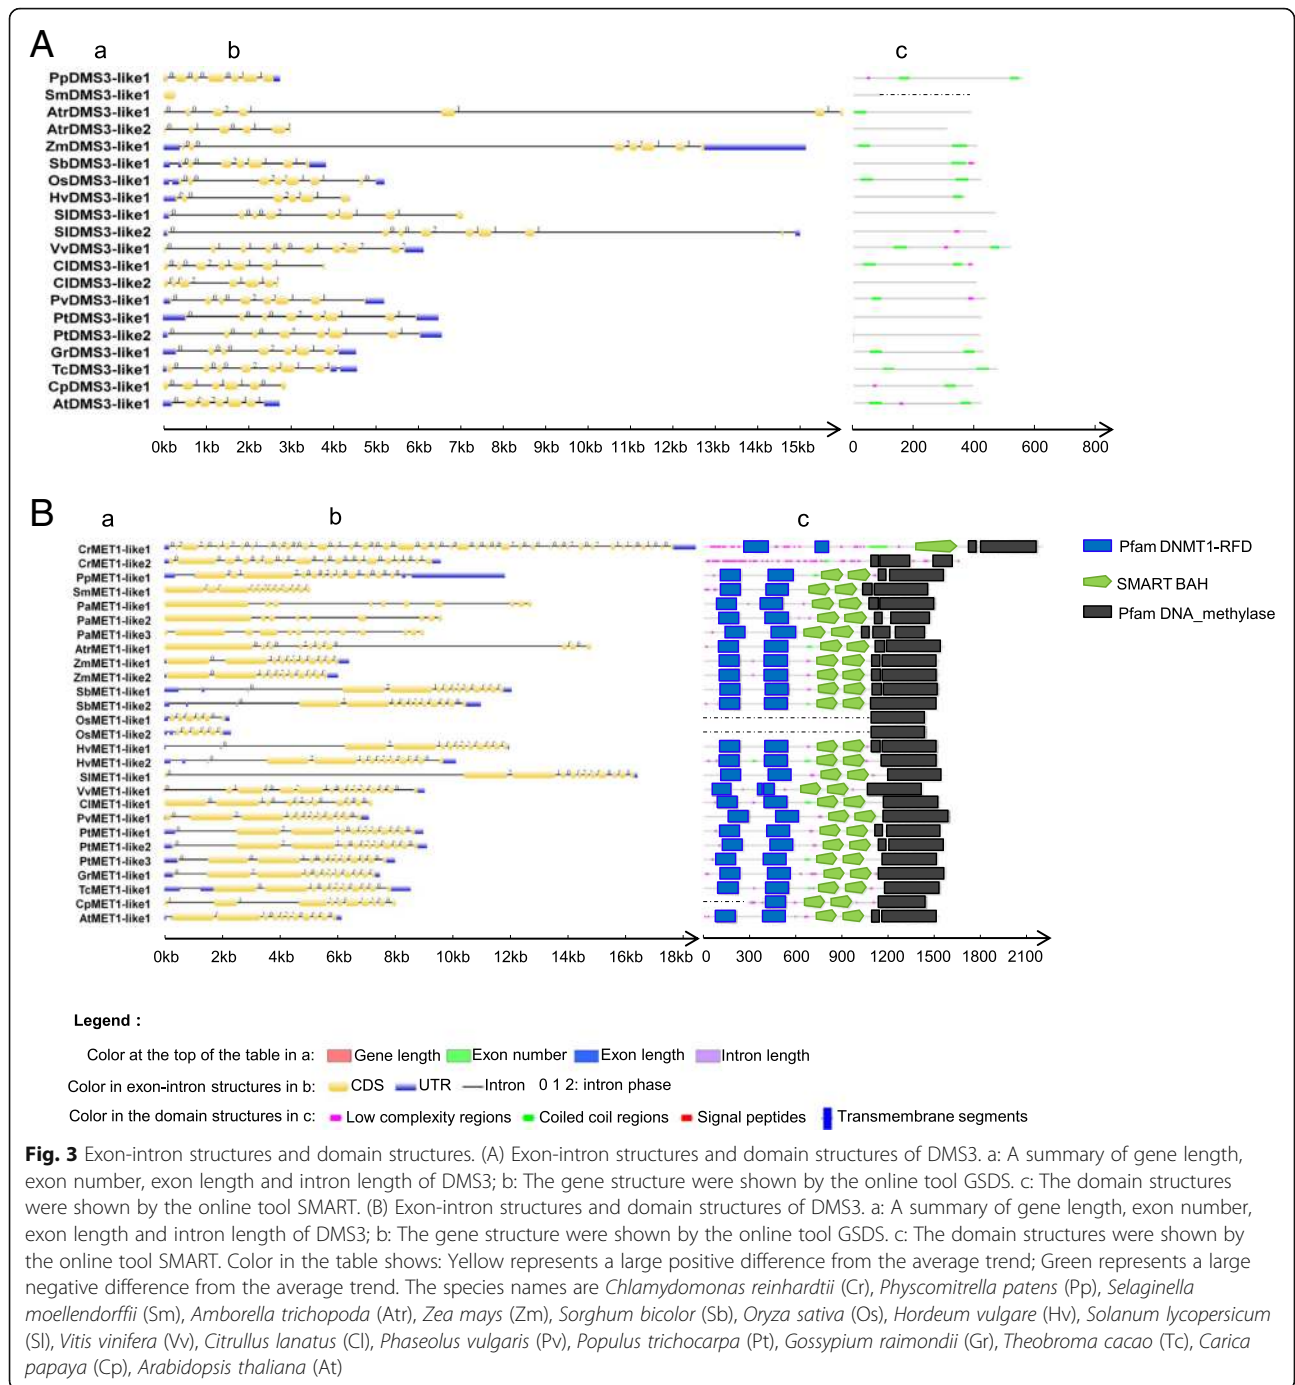 A
a
b
c
PpDMS3-like1
SmDMS3-like1
AtrDMS3-like1
AtrDMS3-like2
ZmDMS3-like1
SbDMS3-like1
OsDMS3-like1
HvDMS3-like1
SlDMS3-like1
SlDMS3-like2
VvDMS3-like1
ClDMS3-like1
ClDMS3-like2
PvDMS3-like1
PtDMS3-like1
PtDMS3-like2
GrDMS3-like1
TcDMS3-like1
CpDMS3-like1
AtDMS3-like1
0kb 1kb 2kb 3kb 4kb 5kb 6kb 7kb 8kb 9kb 10kb 11kb 12kb 13kb 14kb 15kb
0 200 400 600 800
B
a
b
c
CrMET1-like1
CrMET1-like2
PpMET1-like1
SmMET1-like1
PaMET1-like1
PaMET1-like2
PaMET1-like3
AtrMET1-like1
ZmMET1-like1
ZmMET1-like2
SbMET1-like1
SbMET1-like2
OsMET1-like1
OsMET1-like2
HvMET1-like1
HvMET1-like2
SlMET1-like1
VvMET1-like1
ClMET1-like1
PvMET1-like1
PtMET1-like1
PtMET1-like2
PtMET1-like3
GrMET1-like1
TcMET1-like1
CpMET1-like1
AtMET1-like1
0kb 2kb 4kb 6kb 8kb 10kb 12kb 14kb 16kb 18kb
0 300 600 900 1200 1500 1800 2100
Pfam DNMT1-RFD
SMART BAH
Pfam DNA_methylase
Legend :
Color at the top of the table in a: Gene length Exon number Exon length Intron length
Color in exon-intron structures in b: CDS UTR Intron 0 1 2: intron phase
Color in the domain structures in c: Low complexity regions Coiled coil regions Signal peptides Transmembrane segments
Fig. 3 Exon-intron structures and domain structures. (A) Exon-intron structures and domain structures of DMS3. a: A summary of gene length,
exon number, exon length and intron length of DMS3; b: The gene structure were shown by the online tool GSDS. c: The domain structures
were shown by the online tool SMART. (B) Exon-intron structures and domain structures of DMS3. a: A summary of gene length, exon number,
exon length and intron length of DMS3; b: The gene structure were shown by the online tool GSDS. c: The domain structures were shown by
the online tool SMART. Color in the table shows: Yellow represents a large positive difference from the average trend; Green represents a large
negative difference from the average trend. The species names are Chlamydomonas reinhardtii (Cr), Physcomitrella patens (Pp), Selaginella
moellendorffii (Sm), Amborella trichopoda (Atr), Zea mays (Zm), Sorghum bicolor (Sb), Oryza sativa (Os), Hordeum vulgare (Hv), Solanum lycopersicum
(Sl), Vitis vinifera (Vv), Citrullus lanatus (Cl), Phaseolus vulgaris (Pv), Populus trichocarpa (Pt), Gossypium raimondii (Gr), Theobroma cacao (Tc), Carica
papaya (Cp), Arabidopsis thaliana (At)